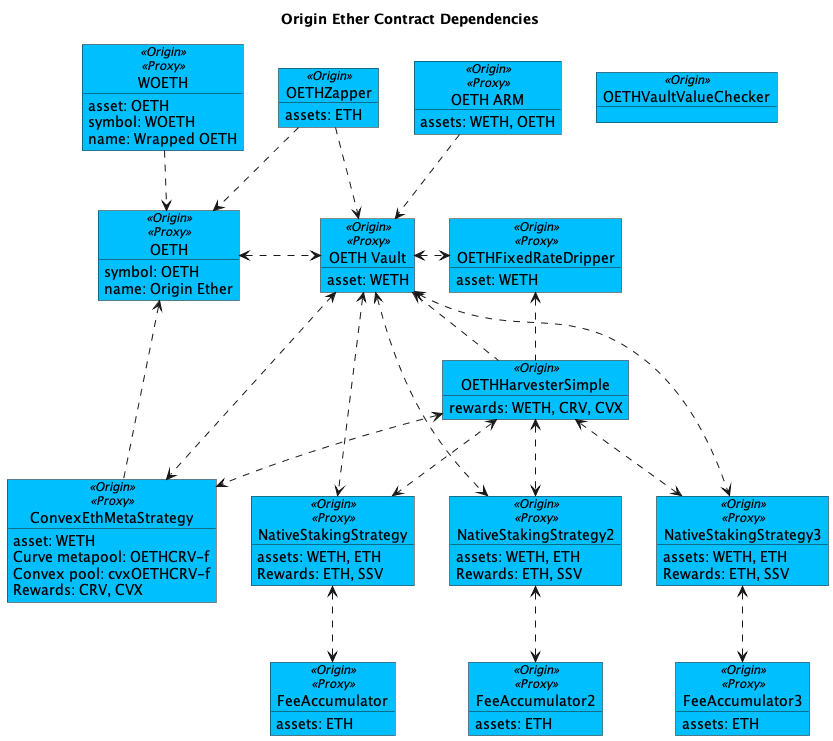 Origin Ether Contract Dependencies
«Origin»
«Proxy»
WOETH
asset: OETH
symbol: WOETH
name: Wrapped OETH
«Origin»
OETHZapper
assets: ETH
«Origin»
«Proxy»
OETH ARM
assets: WETH, OETH
«Origin»
OETHVaultValueChecker
«Origin»
«Proxy»
OETH
symbol: OETH
name: Origin Ether
«Origin»
«Proxy»
OETH Vault
asset: WETH
«Origin»
«Proxy»
OETHFixedRateDripper
asset: WETH
«Origin»
OETHHarvesterSimple
rewards: WETH, CRV, CVX
«Origin»
«Proxy»
ConvexEthMetaStrategy
asset: WETH
Curve metapool: OETHCRV-f
Convex pool: cvxOETHCRV-f
Rewards: CRV, CVX
«Origin»
«Proxy»
NativeStakingStrategy
assets: WETH, ETH
Rewards: ETH, SSV
«Origin»
«Proxy»
NativeStakingStrategy2
assets: WETH, ETH
Rewards: ETH, SSV
«Origin»
«Proxy»
NativeStakingStrategy3
assets: WETH, ETH
Rewards: ETH, SSV
«Origin»
«Proxy»
FeeAccumulator
assets: ETH
«Origin»
«Proxy»
FeeAccumulator2
assets: ETH
«Origin»
«Proxy»
FeeAccumulator3
assets: ETH